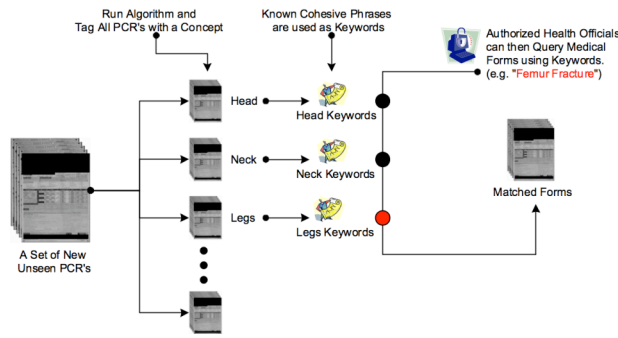 Run Algorithm and
Tag All PCR's with a Concept
Known Cohesive Phrases
are used as Keywords
Authorized Health Officials
can then Query Medical
Forms using Keywords.
(e.g. "Femur Fracture")
Head
Head Keywords
Neck
Neck Keywords
Legs
Legs Keywords
Matched Forms
A Set of New
Unseen PCR's